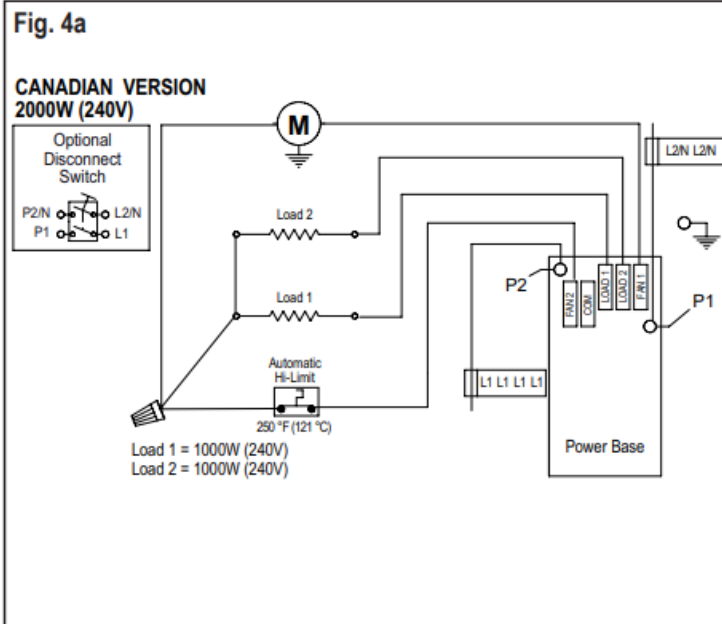 Fig. 4a
CANADIAN VERSION
2000W (240V)
Optional
Disconnect
Switch
P2/N
L2/N
P1
L1
M
L2/N L2/N
Load 2
Load 1
P2
FAN 2
COM
LOAD 1
LOAD 2
FAN 1
P1
Automatic
Hi-Limit
250 °F (121 °C)
L1 L1 L1 L1
Load 1 = 1000W (240V)
Load 2 = 1000W (240V)
Power Base